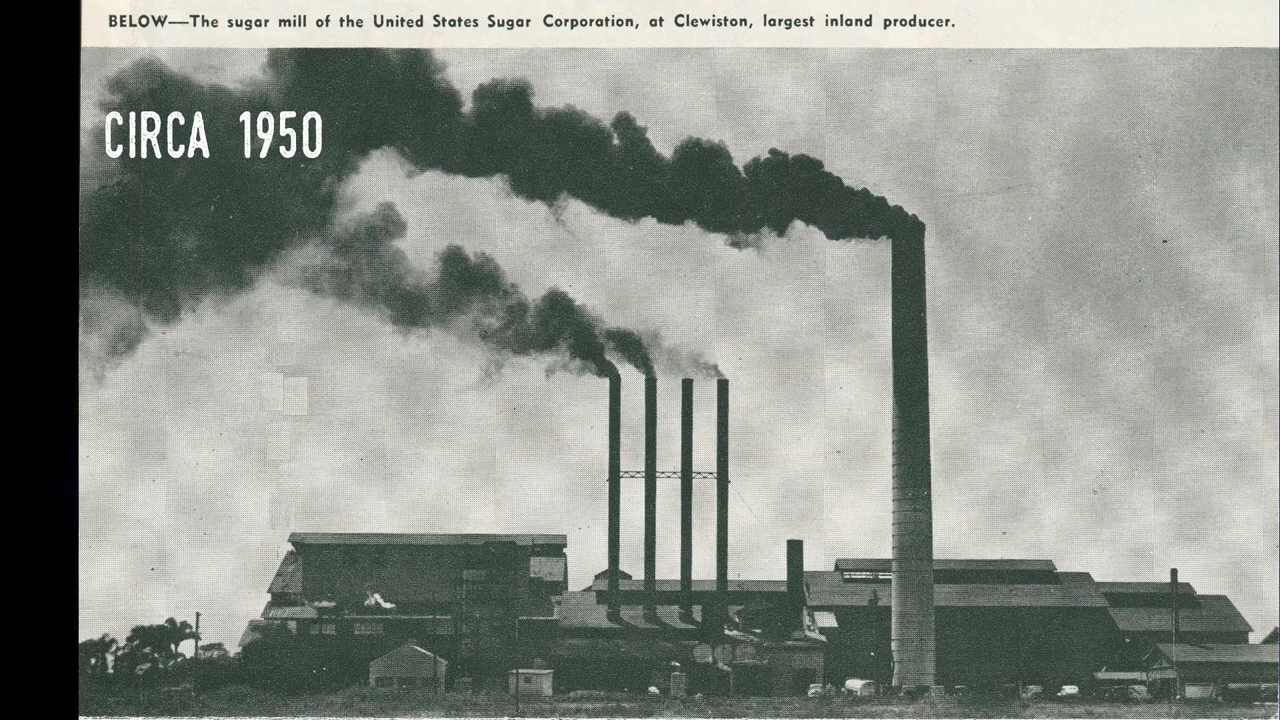 BELOW—The sugar mill of the United States Sugar Corporation, at Clewiston, largest inland producer.
CIRCA 1950